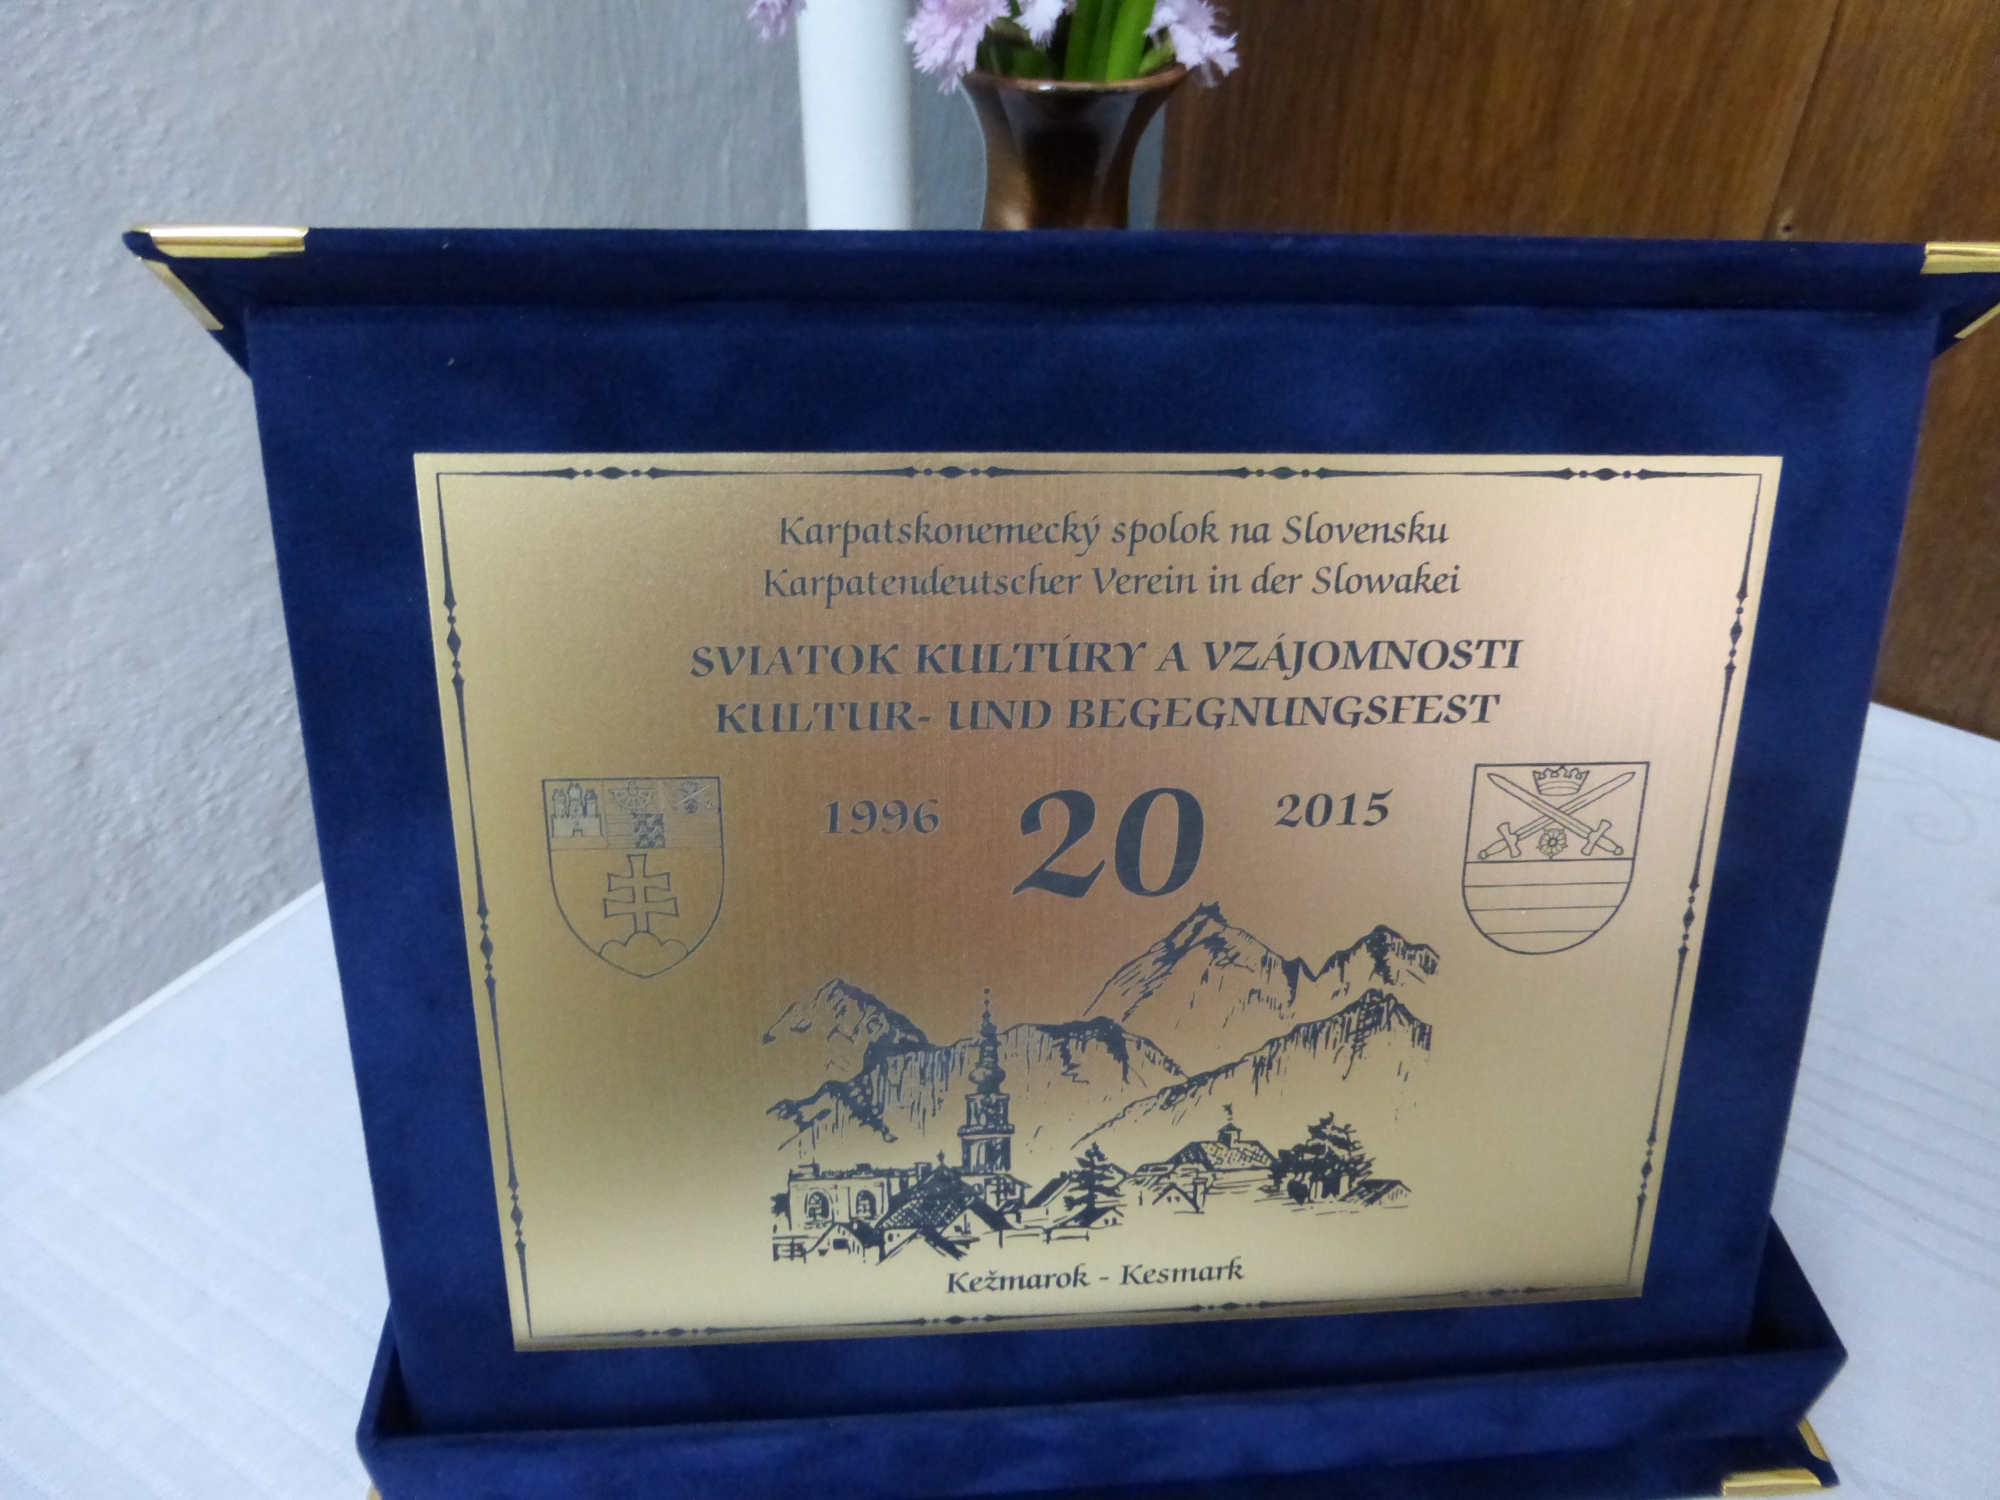 Karpatskonemecký spolok na Slovensku
Karpatendeutscher Verein in der Slowakei
SVIATOK KULTÚRY A VZÁJOMNOSTI
KULTUR- UND BEGEGNUNGSFEST
1996 20 2015
Kežmarok - Kesmark